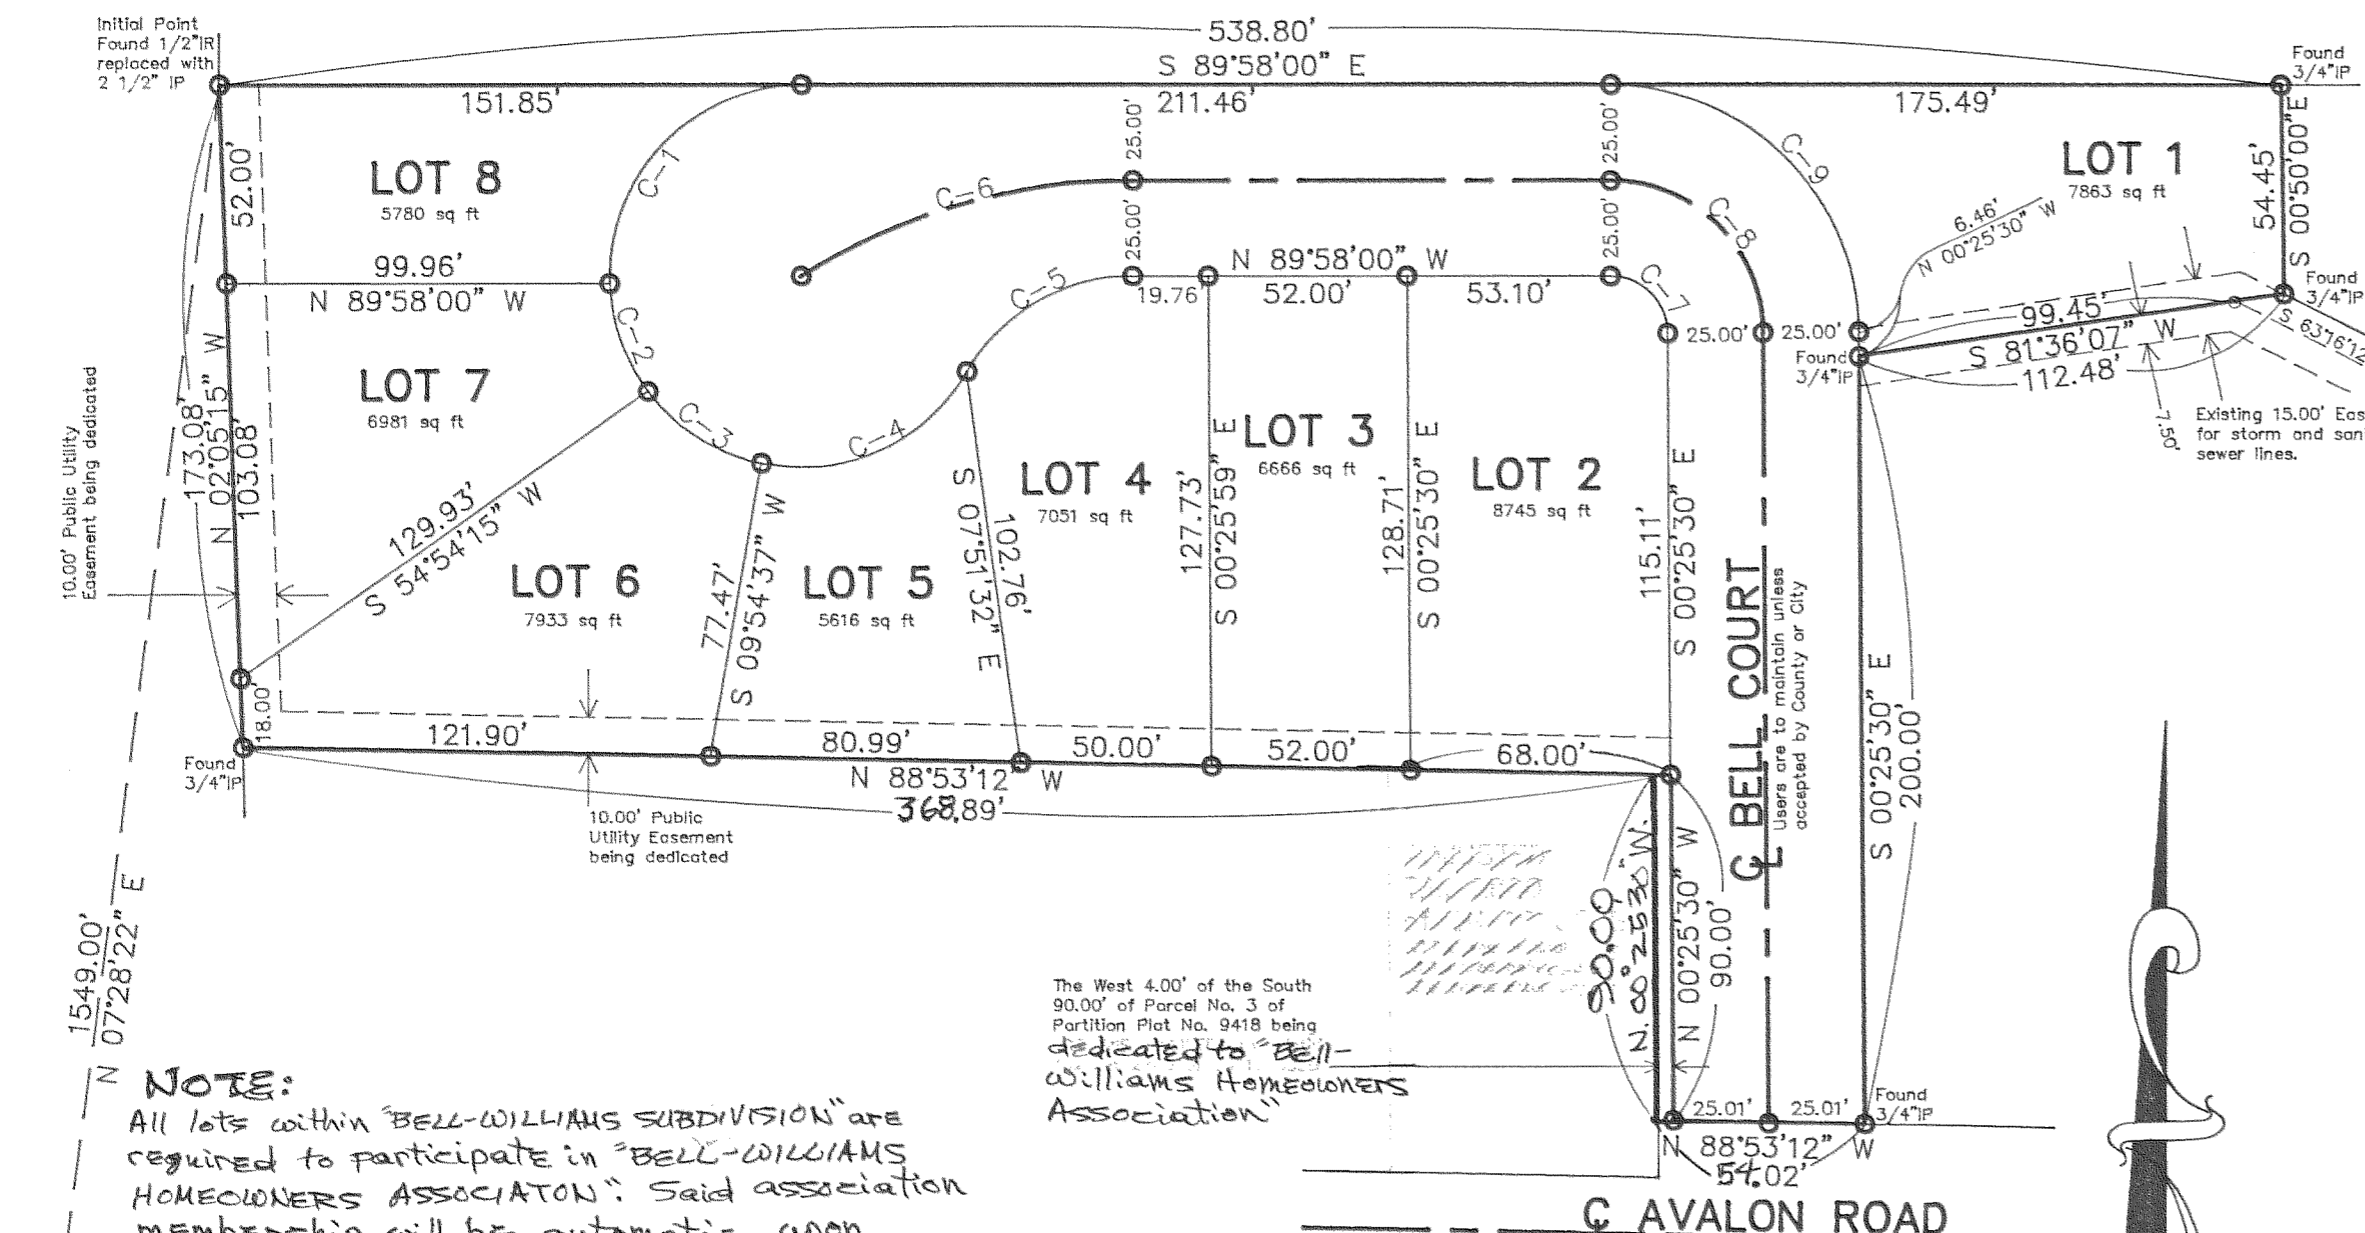 Initial Point
Found 1/2"IR
replaced with
2 1/2" IP
538.80'
S 89°58'00" E
Found
3/4"IP
151.85'
211.46'
175.49'
52.00'
LOT 8
5780 sq ft
C-1
C-6
25.00'
25.00'
C-9
C-8
LOT 1
7863 sq ft
54.45'
S 00°50'00" E
6.46'
N 00°25'30" W
99.96'
N 89°58'00" W
25.00'
25.00'
N 89°58'00" W
19.76'
52.00'
53.10'
C-7
C-5
C-2
25.00'
25.00'
Found
3/4"IP
99.45'
S 81°36'07" W
112.48'
Found
3/4"IP
S 63°16'12
7.50'
Existing 15.00' Eas
for storm and san
sewer lines.
10.00' Public Utility
Easement being dedicated
173.08'
N 02°05'15" W
103.08'
LOT 7
6981 sq ft
C-3
C-4
129.93'
S 54°54'15" W
LOT 6
7933 sq ft
77.47'
S 09°54'37" W
LOT 5
5616 sq ft
S 07°51'32" E
102.76'
LOT 4
7051 sq ft
127.73'
S 00°25'59" E
LOT 3
6666 sq ft
128.71'
S 00°25'30" E
LOT 2
8745 sq ft
115.11'
S 00°25'30" E
℄ BELL COURT
Users are to maintain unless
accepted by County or City
S 00°25'30" E
200.00'
18.00'
Found
3/4"IP
121.90'
80.99'
50.00'
52.00'
68.00'
N 88°53'12 W
368.89'
10.00' Public
Utility Easement
being dedicated
90.00
N. 00°25'30" W.
N 00°25'30" W
90.00'
1549.00'
N 07°28'22" E
The West 4.00' of the South
90.00' of Parcel No. 3 of
Partition Plat No. 9418 being
dedicated to "Bell-
Williams Homeowners
Association"
25.01'
25.01'
Found
3/4"IP
N 88°53'12" W
54.02'
℄ AVALON ROAD
NOTE:
All lots within "BELL-WILLIAMS SUBDIVISION" are
required to participate in "BELL-WILLIAMS
HOMEOWNERS ASSOCIATON". Said association
membership will be automatic upon